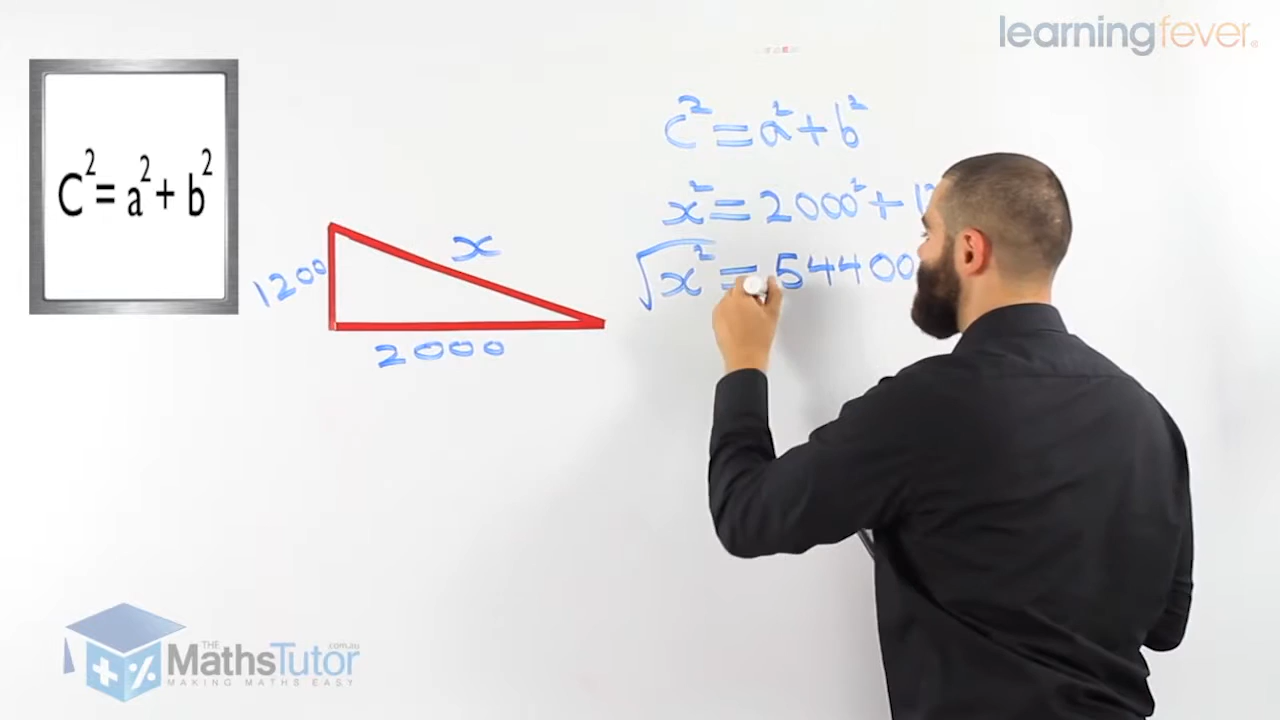 learningfever.
C² = a² + b²
c² = a² + b²
x² = 2000² + 1
√x² = 54400
x
1200
2000
THE
MathsTutor
.com.au
MAKING MATHS EASY